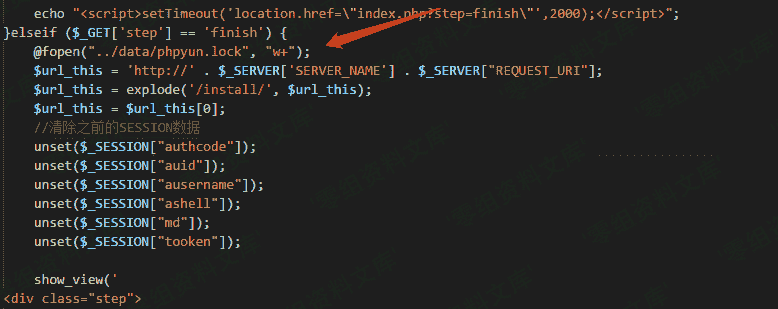 echo "<script>setTimeout('location.href=\"index.php?step=finish\"',2000);</script>";
}elseif ($_GET['step'] == 'finish') {
@fopen("../data/phpyun.lock", "w+");
$url_this = 'http://' . $_SERVER['SERVER_NAME'] . $_SERVER["REQUEST_URI"];
$url_this = explode('/install/', $url_this);
$url_this = $url_this[0];
//清除之前的SESSION数据
unset($_SESSION["authcode"]);
unset($_SESSION["auid"]);
unset($_SESSION["ausername"]);
unset($_SESSION["ashell"]);
unset($_SESSION["md"]);
unset($_SESSION["tooken"]);
show_view('
<div class="step">